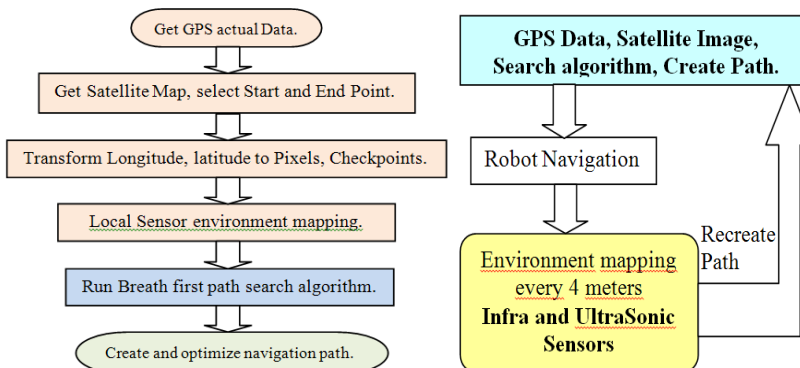 Get GPS actual Data.
Get Satellite Map, select Start and End Point.
Transform Longitude, latitude to Pixels, Checkpoints.
Local Sensor environment mapping.
Run Breath first path search algorithm.
Create and optimize navigation path.
GPS Data, Satellite Image,
Search algorithm, Create Path.
Robot Navigation
Environment mapping
every 4 meters
Infra and UltraSonic
Sensors
Recreate
Path